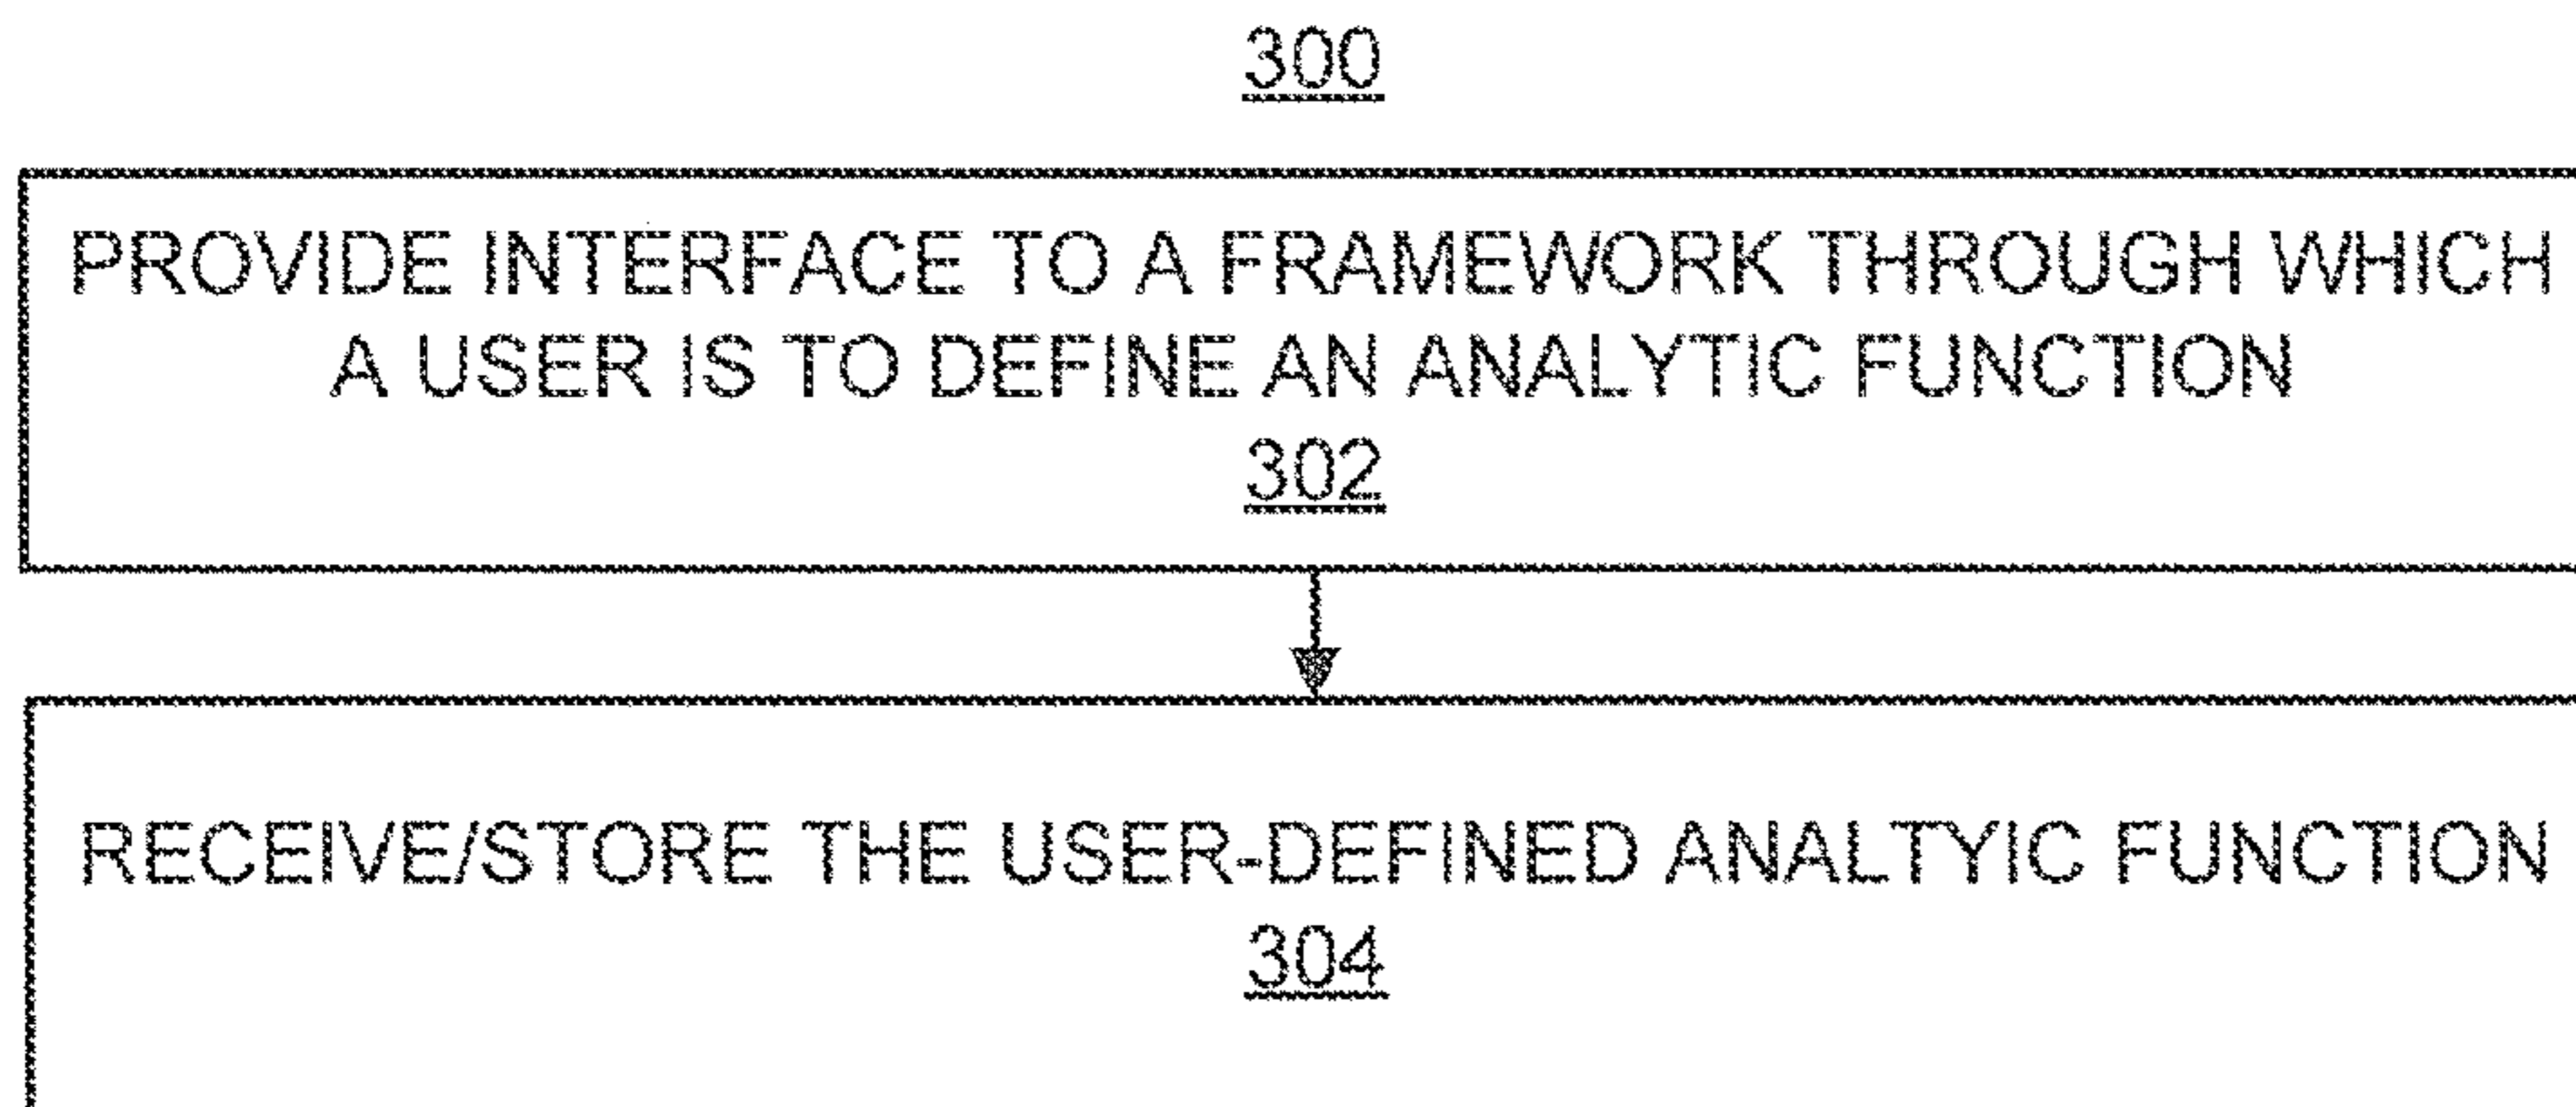 300
PROVIDE INTERFACE TO A FRAMEWORK THROUGH WHICH
A USER IS TO DEFINE AN ANALYTIC FUNCTION
302
RECEIVE/STORE THE USER-DEFINED ANALTYIC FUNCTION
304